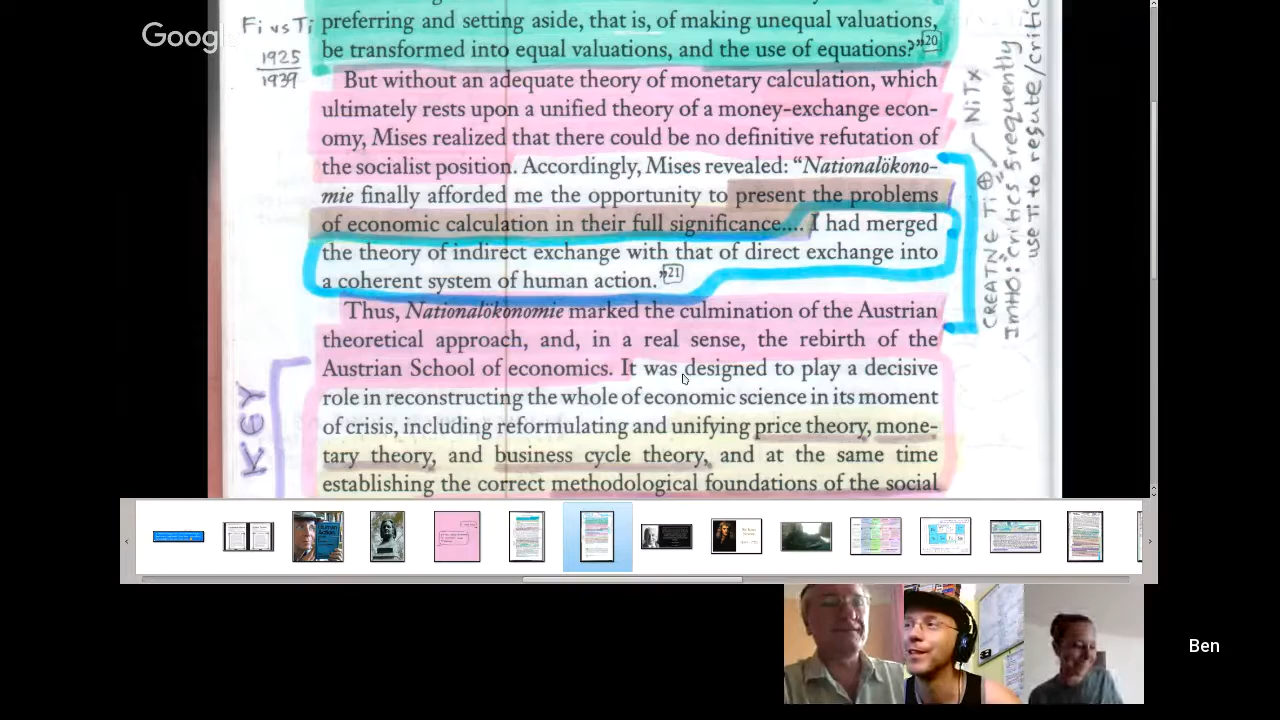 Google
Fi vs Ti
1925
1939
preferring and setting aside, that is, of making unequal valuations,
be transformed into equal valuations, and the use of equations?"20
But without an adequate theory of monetary calculation, which
ultimately rests upon a unified theory of a money-exchange econ-
omy, Mises realized that there could be no definitive refutation of
the socialist position. Accordingly, Mises revealed: "Nationalökono-
mie finally afforded me the opportunity to present the problems
of economic calculation in their full significance.... I had merged
the theory of indirect exchange with that of direct exchange into
a coherent system of human action."21
Thus, Nationalökonomie marked the culmination of the Austrian
theoretical approach, and, in a real sense, the rebirth of the
Austrian School of economics. It was designed to play a decisive
role in reconstructing the whole of economic science in its moment
of crisis, including reformulating and unifying price theory, mone-
tary theory, and business cycle theory, and at the same time
establishing the correct methodological foundations of the social
KEY
NiTx
CREATIVE Ti ⊕
ImHO: "critics" frequently
use Ti to negate/critic
Ben